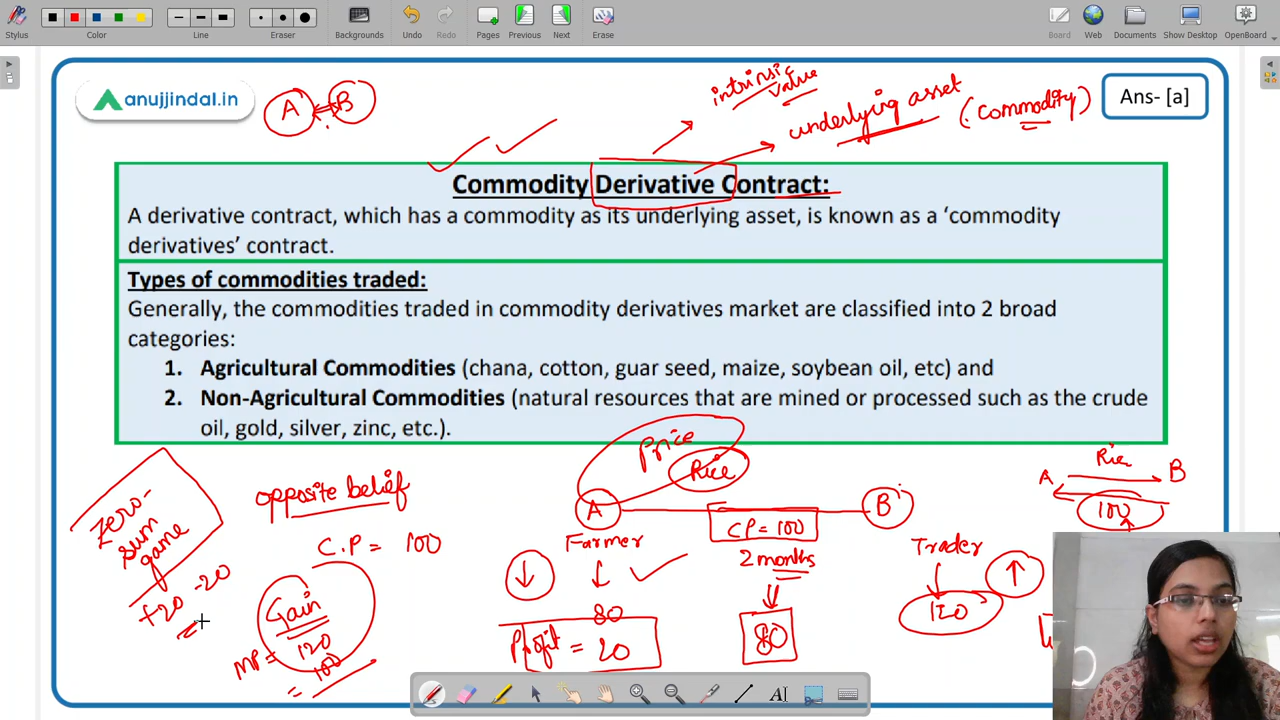 Stylus
Color
Line
Eraser
Backgrounds
Undo
Redo
Pages
Previous
Next
Erase
Board
Web
Documents
Show Desktop
OpenBoard
anujjindal.in
A B
intrinsic value
underlying asset (commodity)
Ans- [a]
Commodity Derivative Contract:
A derivative contract, which has a commodity as its underlying asset, is known as a ‘commodity
derivatives’ contract.
Types of commodities traded:
Generally, the commodities traded in commodity derivatives market are classified into 2 broad
categories:
1. Agricultural Commodities (chana, cotton, guar seed, maize, soybean oil, etc) and
2. Non-Agricultural Commodities (natural resources that are mined or processed such as the crude
oil, gold, silver, zinc, etc.).
zero-
sum
game
+20 -20
opposite belief
C.P = 100
Gain
MP = 120
= 100
Price
Rice
A B
CP = 100
Farmer
2 months
80
Profit = 20
80
Trader
120
Rice
A B
100